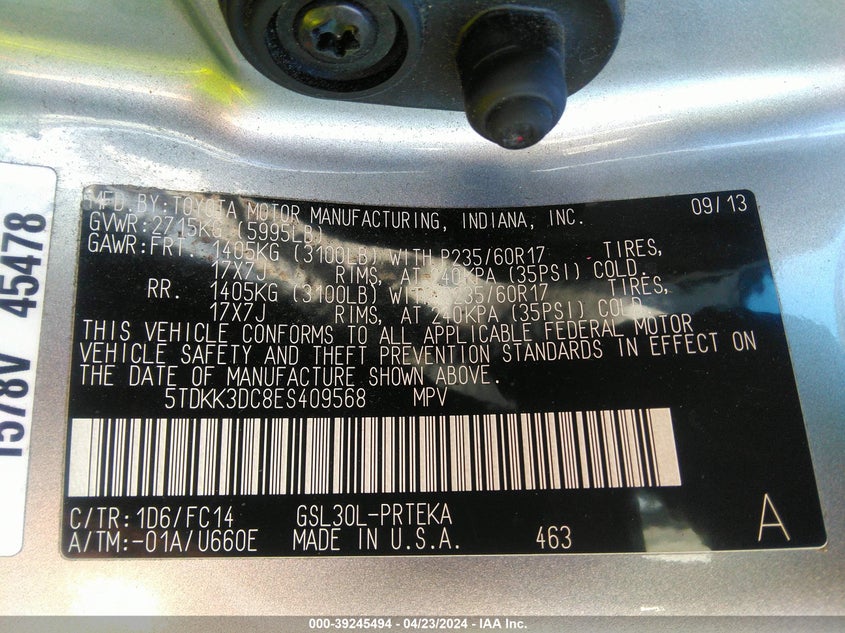 1578V 45478
MFD.BY:TOYOTA MOTOR MANUFACTURING, INDIANA, INC. 09/13
GVWR:2715KG (5995LB)
GAWR:FRT. 1405KG (3100LB) WITH P235/60R17 TIRES,
17X7J RIMS, AT 240KPA (35PSI) COLD.
RR. 1405KG (3100LB) WITH P235/60R17 TIRES,
17X7J RIMS, AT 240KPA (35PSI) COLD.
THIS VEHICLE CONFORMS TO ALL APPLICABLE FEDERAL MOTOR
VEHICLE SAFETY AND THEFT PREVENTION STANDARDS IN EFFECT ON
THE DATE OF MANUFACTURE SHOWN ABOVE.
5TDKK3DC8ES409568 MPV
C/TR:1D6/FC14 GSL30L-PRTEKA
A/TM:-01A/U660E MADE IN U.S.A. 463 A
000-39245494 - 04/23/2024 - IAA Inc.